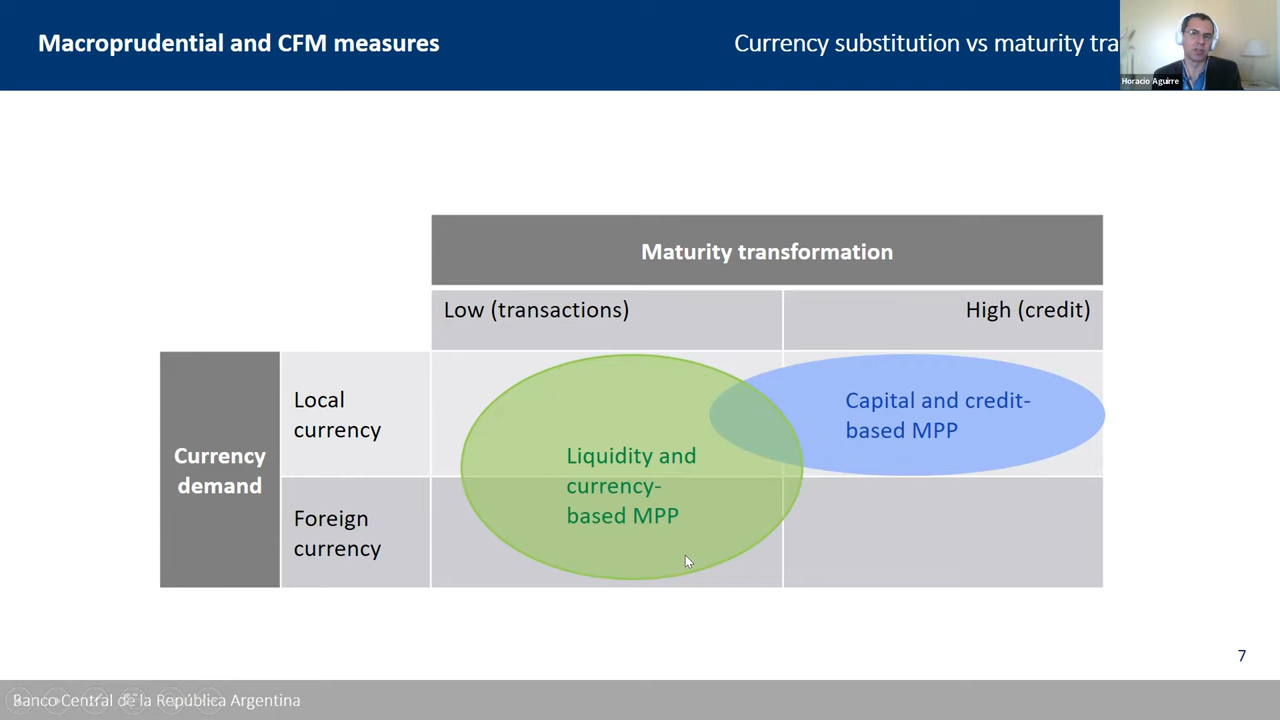 Macroprudential and CFM measures
Currency substitution vs maturity tra
Horacio Aguirre
Maturity transformation
Low (transactions)
High (credit)
Currency
demand
Local
currency
Foreign
currency
Liquidity and
currency-
based MPP
Capital and credit-
based MPP
7
Banco Central de la República Argentina